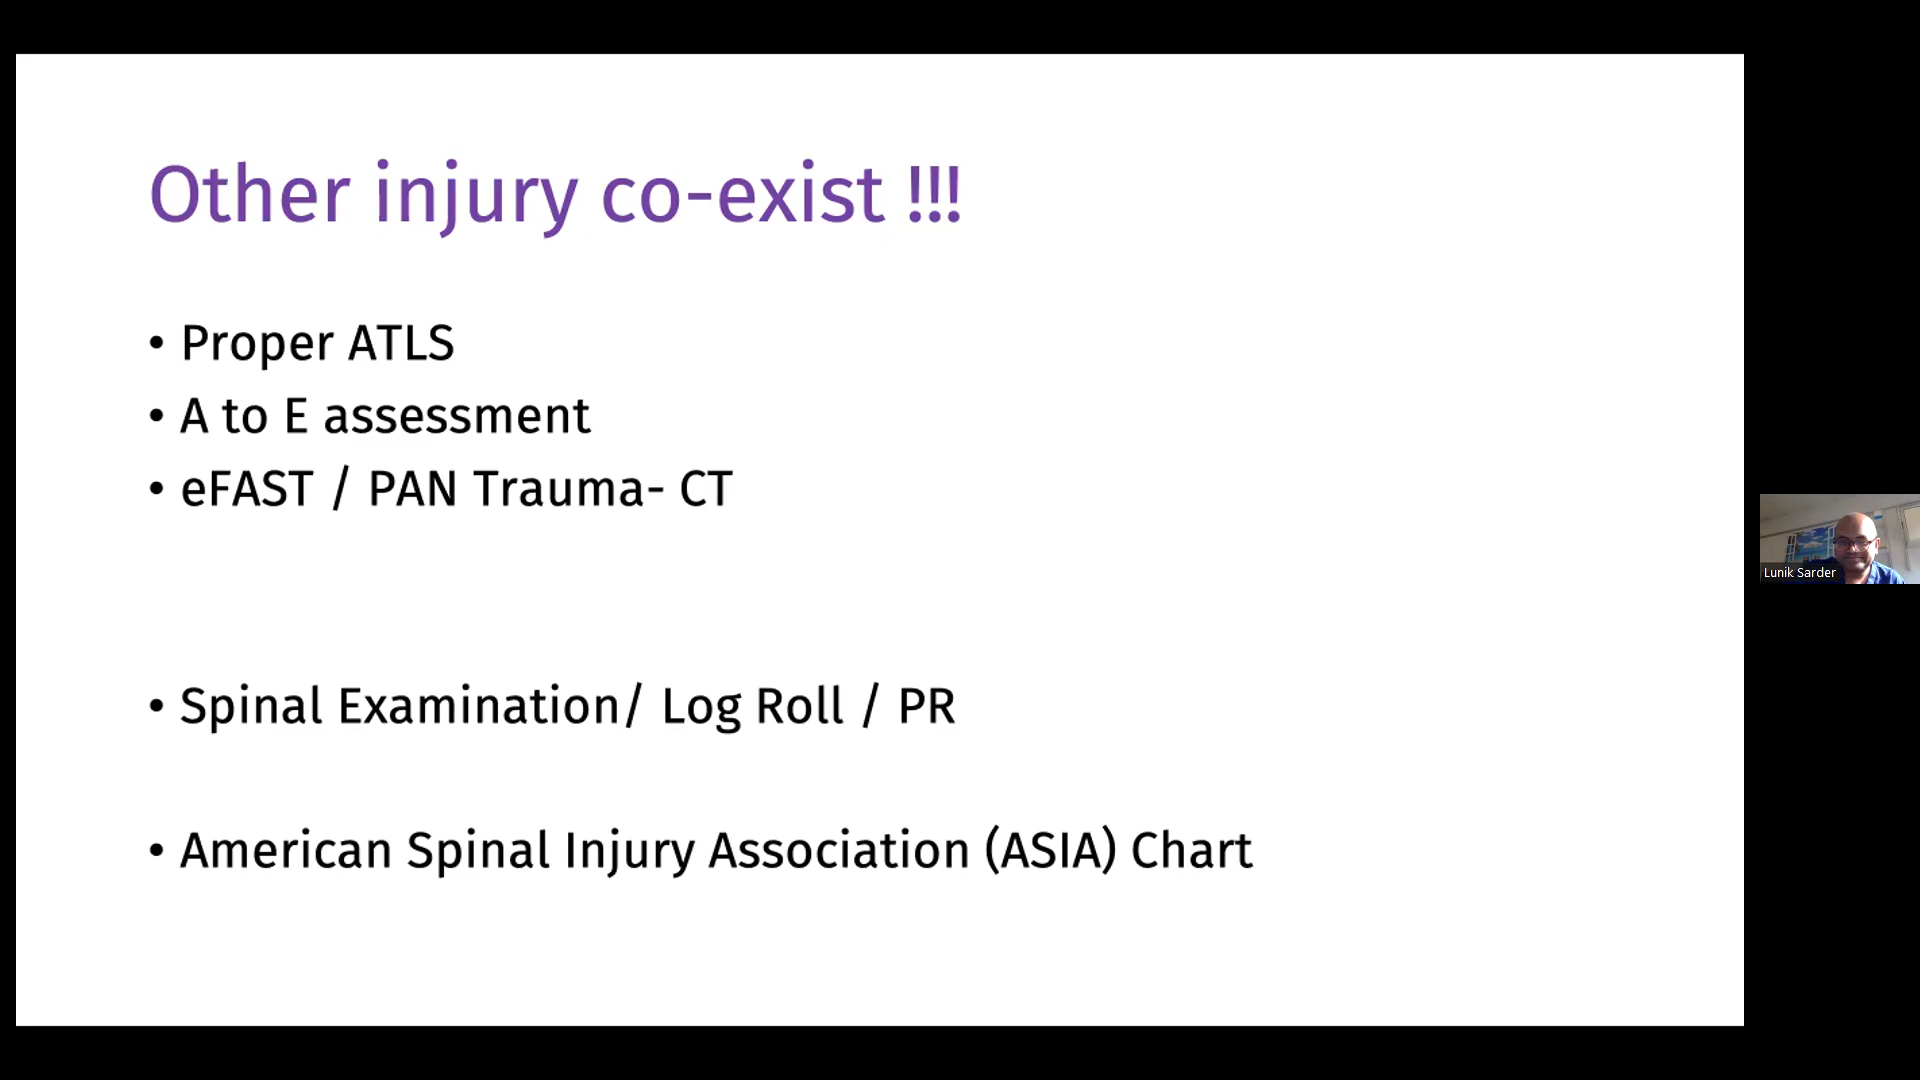 Other injury co-exist !!!
• Proper ATLS
• A to E assessment
• eFAST / PAN Trauma- CT
• Spinal Examination/ Log Roll / PR
• American Spinal Injury Association (ASIA) Chart
Lunik Sarder